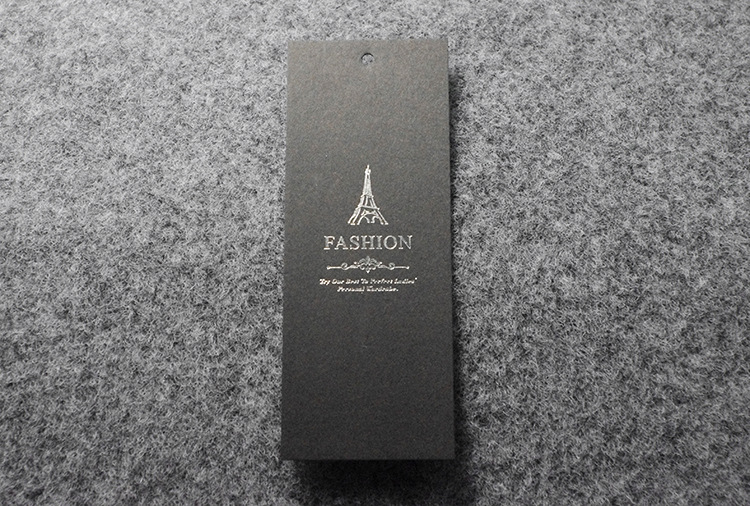 FASHION
Try Our Best To Perfect Ladies'
Personal Wardrobe.